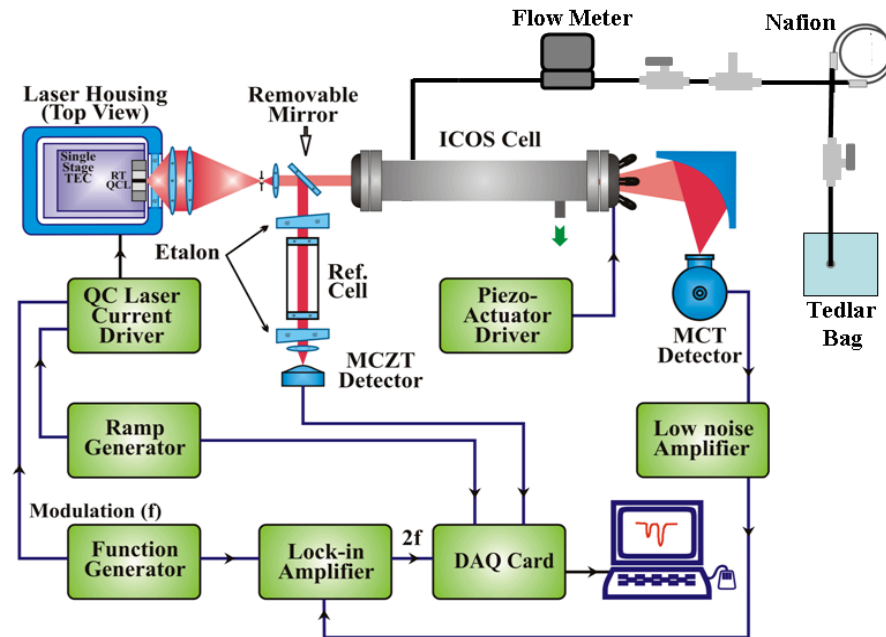 Flow Meter
Nafion
Laser Housing
(Top View)
Removable
Mirror
ICOS Cell
Single
Stage
TEC
RT
QCL
Etalon
Ref.
Cell
QC Laser
Current
Driver
Piezo-
Actuator
Driver
MCT
Detector
Tedlar
Bag
MCZT
Detector
Ramp
Generator
Low noise
Amplifier
Modulation (f)
Function
Generator
Lock-in
Amplifier
2f
DAQ Card